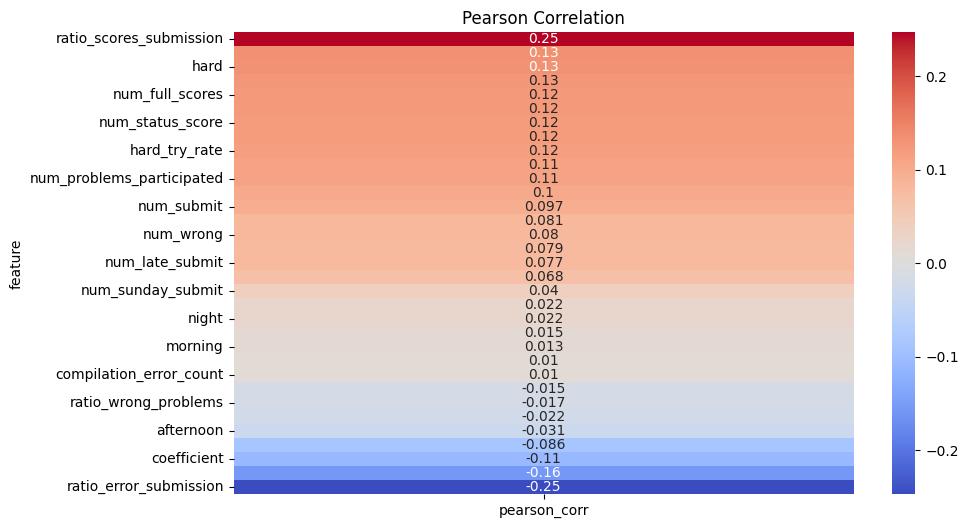 Pearson Correlation
ratio_scores_submission 0.25
0.13
hard 0.13
0.13
num_full_scores 0.12
0.12
num_status_score 0.12
0.12
hard_try_rate 0.12
0.11
num_problems_participated 0.11
0.1
num_submit 0.097
0.081
num_wrong 0.08
0.079
num_late_submit 0.077
0.068
num_sunday_submit 0.04
0.022
night 0.022
0.015
morning 0.013
0.01
compilation_error_count 0.01
-0.015
ratio_wrong_problems -0.017
-0.022
afternoon -0.031
-0.086
coefficient -0.11
-0.16
ratio_error_submission -0.25
pearson_corr
feature
0.2
0.1
0.0
−0.1
−0.2